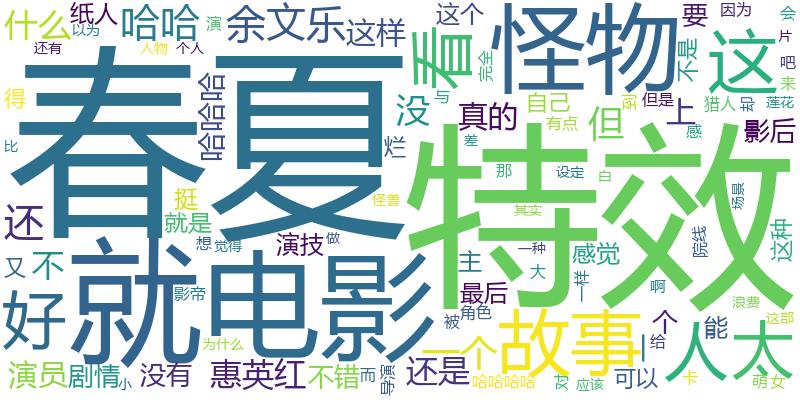 什么
纸人
哈哈
演
余文乐
这样
这个
看
怪物
要
因为
会
片
吧
来
以为
还有
人物
个人
得
完全
不是
这
春夏
哈哈哈
没
真的
与
自己
但是
猎人
莲花
有点
但
上
影后
比
烂
差
感
特效
还
挺
就是
怪兽
那
设定
白
场景
其实
这种
又
不
想
觉得
演技
做
主
一种
感觉
院线
大
一样
影帝
最后
啊
浪费
好
就
电影
被
角色
故事
个
能
这部
为什么
一个
给
人
太
演员
剧情
小
没有
惠英红
不错
而
导演
还是
哈哈哈哈
应该
可以
卡
萌
女